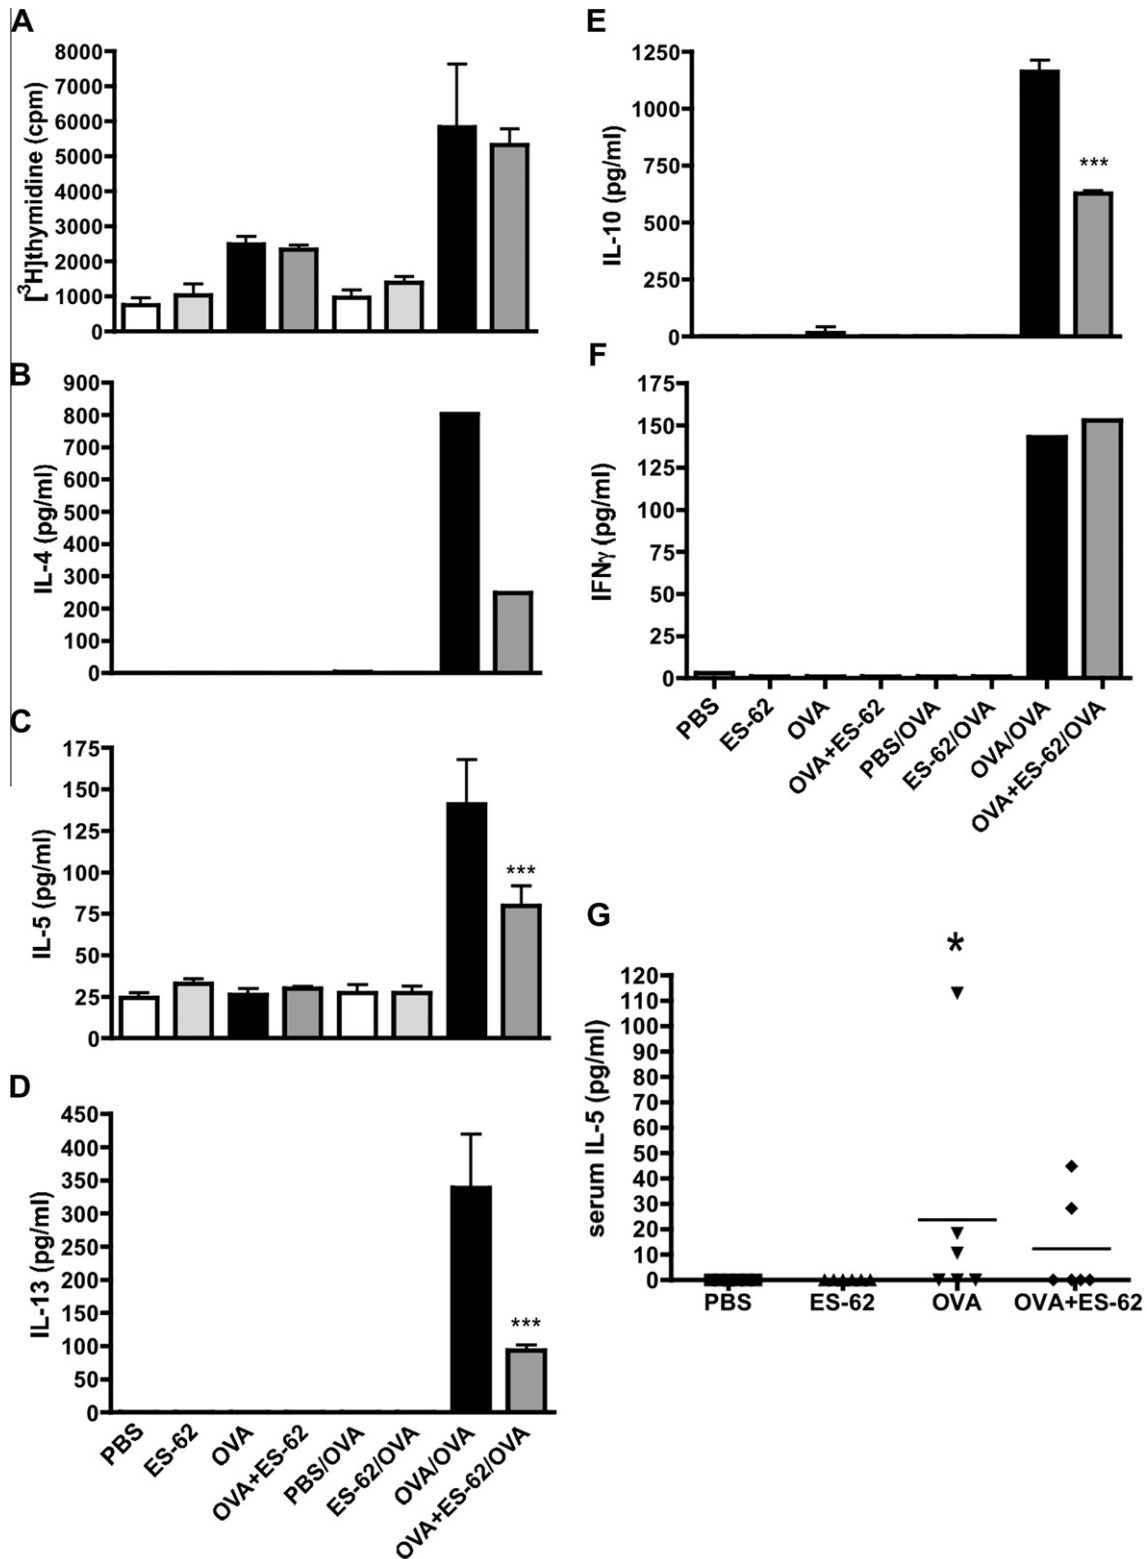 A
[³H]thymidine (cpm)
8000
7000
6000
5000
4000
3000
2000
1000
0
B
IL-4 (pg/ml)
900
800
700
600
500
400
300
200
100
0
C
IL-5 (pg/ml)
175
150
125
100
75
50
25
0
***
D
IL-13 (pg/ml)
450
400
350
300
250
200
150
100
50
0
***
PBS
ES-62
OVA
OVA+ES-62
PBS/OVA
ES-62/OVA
OVA/OVA
OVA+ES-62/OVA
E
IL-10 (pg/ml)
1250
1000
750
500
250
0
***
F
IFNγ (pg/ml)
175
150
125
100
75
50
25
0
PBS
ES-62
OVA
OVA+ES-62
PBS/OVA
ES-62/OVA
OVA/OVA
OVA+ES-62/OVA
G
serum IL-5 (pg/ml)
*
120
110
100
90
80
70
60
50
40
30
20
10
0
PBS ES-62 OVA OVA+ES-62